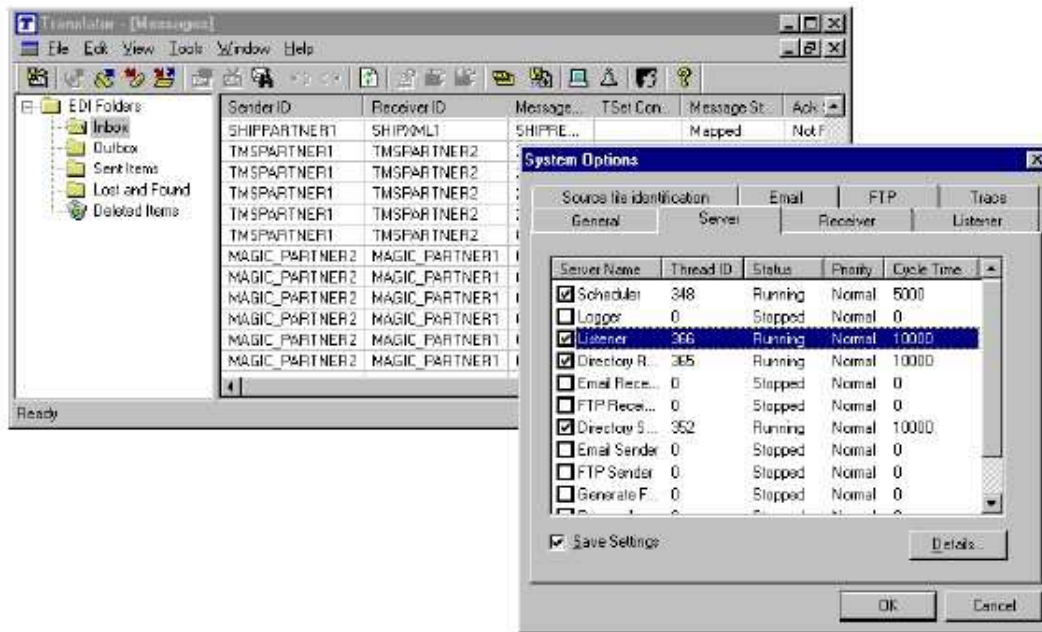 Translator - [Messages]
File Edit View Tools Window Help
EDI Folders
Inbox
Outbox
Sent Items
Lost and Found
Deleted Items
Sender ID Receiver ID Message... TSet Con... Message St... Ack
SHIPPARTNER1 SHIPXML1 SHIPRE... Mapped Not
TMSPARTNER1 TMSPARTNER2
TMSPARTNER1 TMSPARTNER2
TMSPARTNER1 TMSPARTNER2
TMSPARTNER1 TMSPARTNER2
TMSPARTNER1 TMSPARTNER2
MAGIC_PARTNER2 MAGIC_PARTNER1
MAGIC_PARTNER2 MAGIC_PARTNER1
MAGIC_PARTNER2 MAGIC_PARTNER1
MAGIC_PARTNER2 MAGIC_PARTNER1
MAGIC_PARTNER2 MAGIC_PARTNER1
MAGIC_PARTNER2 MAGIC_PARTNER1
Ready
System Options
Source file identification Email FTP Trace
General Server Receiver Listener
Server Name Thread ID Status Priority Cycle Time
Scheduler 348 Running Normal 5000
Logger 0 Stopped Normal 0
Listener 366 Running Normal 10000
Directory R... 365 Running Normal 10000
Email Rece... 0 Stopped Normal 0
FTP Recei... 0 Stopped Normal 0
Directory S... 352 Running Normal 10000
Email Sender 0 Stopped Normal 0
FTP Sender 0 Stopped Normal 0
Generate F... 0 Stopped Normal 0
Save Settings
Details...
OK Cancel